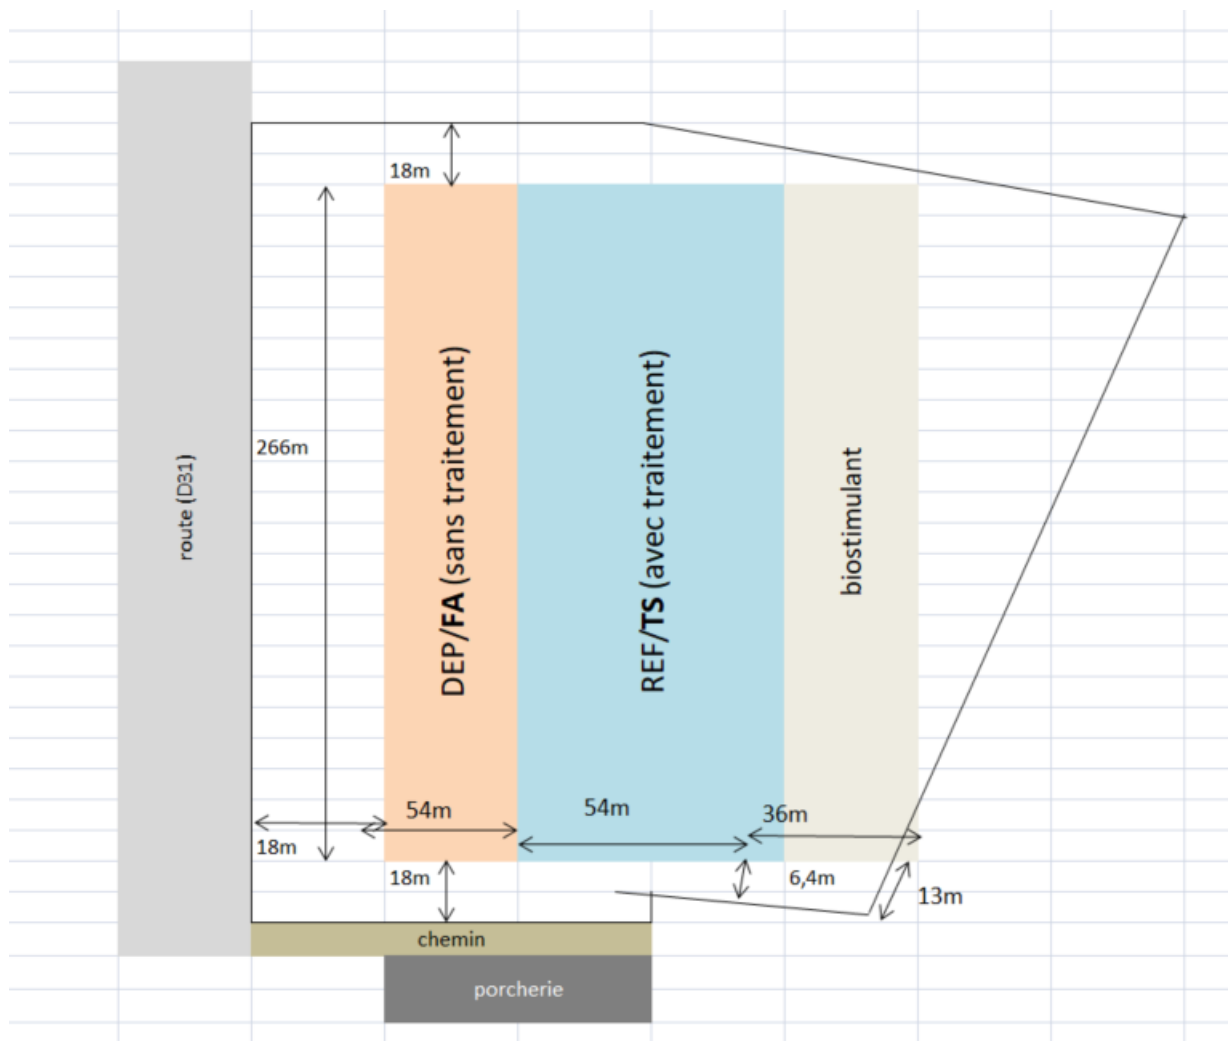 18m
266m
route (D31)
DEP/FA (sans traitement)
REF/TS (avec traitement)
biostimulant
54m
54m
36m
18m
18m
6,4m
13m
chemin
porcherie